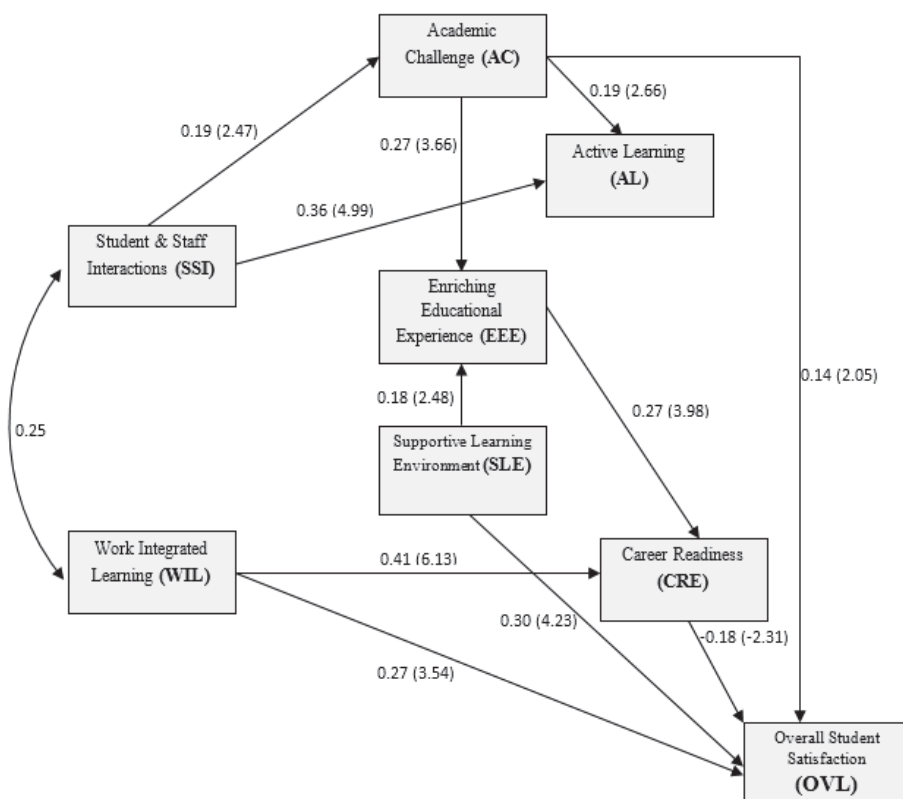 Academic
Challenge (AC)
0.19 (2.66)
0.19 (2.47)
0.27 (3.66)
Active Learning
(AL)
0.36 (4.99)
Student & Staff
Interactions (SSI)
Enriching
Educational
Experience (EEE)
0.14 (2.05)
0.18 (2.48)
0.27 (3.98)
0.25
Supportive Learning
Environment (SLE)
Work Integrated
Learning (WIL)
0.41 (6.13)
Career Readiness
(CRE)
0.30 (4.23)
-0.18 (-2.31)
0.27 (3.54)
Overall Student
Satisfaction
(OVL)